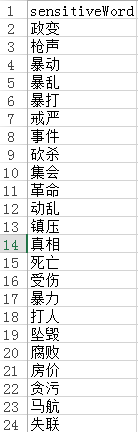 1 sensitiveWord
2 政变
3 枪声
4 暴动
5 暴乱
6 暴打
7 戒严
8 事件
9 砍杀
10 集会
11 革命
12 动乱
13 镇压
14 真相
15 死亡
16 受伤
17 暴力
18 打人
19 坠毁
20 腐败
21 房价
22 贪污
23 马航
24 失联